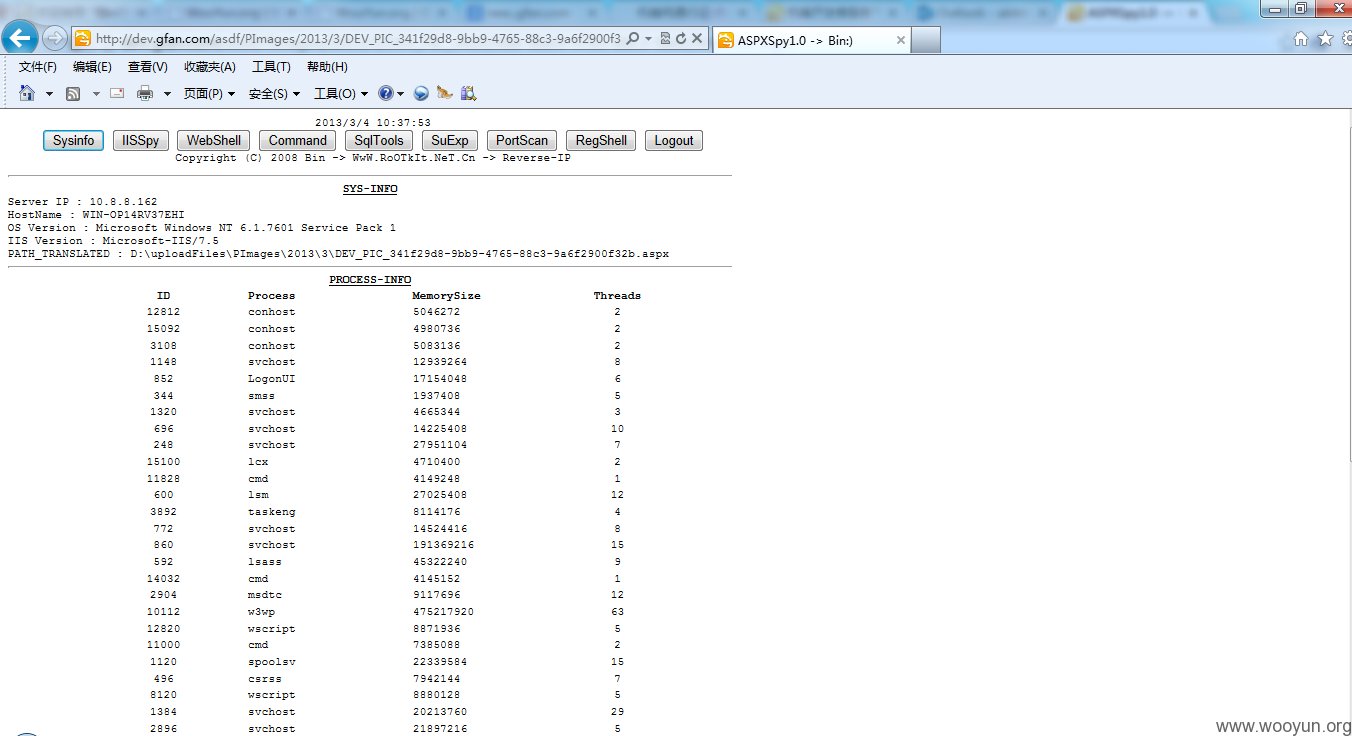 http://dev.gfan.com/asdf/PImages/2013/3/DEV_PIC_341f29d8-9bb9-4765-88c3-9a6f2900f3
ASPXSpy1.0 -> Bin:)
文件(F) 编辑(E) 查看(V) 收藏夹(A) 工具(T) 帮助(H)
页面(P) 安全(S) 工具(O)
2013/3/4 10:37:53
Sysinfo IISSpy WebShell Command SqlTools SuExp PortScan RegShell Logout
Copyright (C) 2008 Bin -> WwW.RoOTkIt.NeT.Cn -> Reverse-IP
SYS-INFO
Server IP : 10.8.8.162
HostName : WIN-OP14RV37EHI
OS Version : Microsoft Windows NT 6.1.7601 Service Pack 1
IIS Version : Microsoft-IIS/7.5
PATH_TRANSLATED : D:\uploadFiles\PImages\2013\3\DEV_PIC_341f29d8-9bb9-4765-88c3-9a6f2900f32b.aspx
PROCESS-INFO
ID Process MemorySize Threads
12812 conhost 5046272 2
15092 conhost 4980736 2
3108 conhost 5083136 2
1148 svchost 12939264 8
852 LogonUI 17154048 6
344 smss 1937408 5
1320 svchost 4665344 3
696 svchost 14225408 10
248 svchost 27951104 7
15100 lcx 4710400 2
11828 cmd 4149248 1
600 lsm 27025408 12
3892 taskeng 8114176 4
772 svchost 14524416 8
860 svchost 191369216 15
592 lsass 45322240 9
14032 cmd 4145152 1
2904 msdtc 9117696 12
10112 w3wp 475217920 63
12820 wscript 8871936 5
11000 cmd 7385088 2
1120 spoolsv 22339584 15
496 csrss 7942144 7
8120 wscript 8880128 5
1384 svchost 20213760 29
2896 svchost 21897216 5
www.wooyun.org